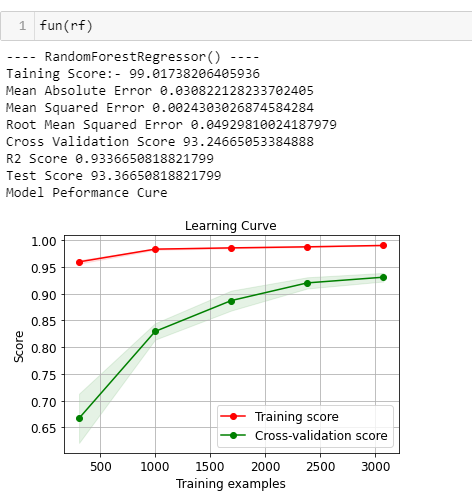 1 fun(rf)
---- RandomForestRegressor() ----
Taining Score:- 99.01738206405936
Mean Absolute Error 0.030822128233702405
Mean Squared Error 0.0024303026874584284
Root Mean Squared Error 0.04929810024187979
Cross Validation Score 93.24665053384888
R2 Score 0.9336650818821799
Test Score 93.36650818821799
Model Peformance Cure
Learning Curve
1.00
0.95
0.90
0.85
0.80
0.75
0.70
0.65
Score
Training score
Cross-validation score
500 1000 1500 2000 2500 3000
Training examples